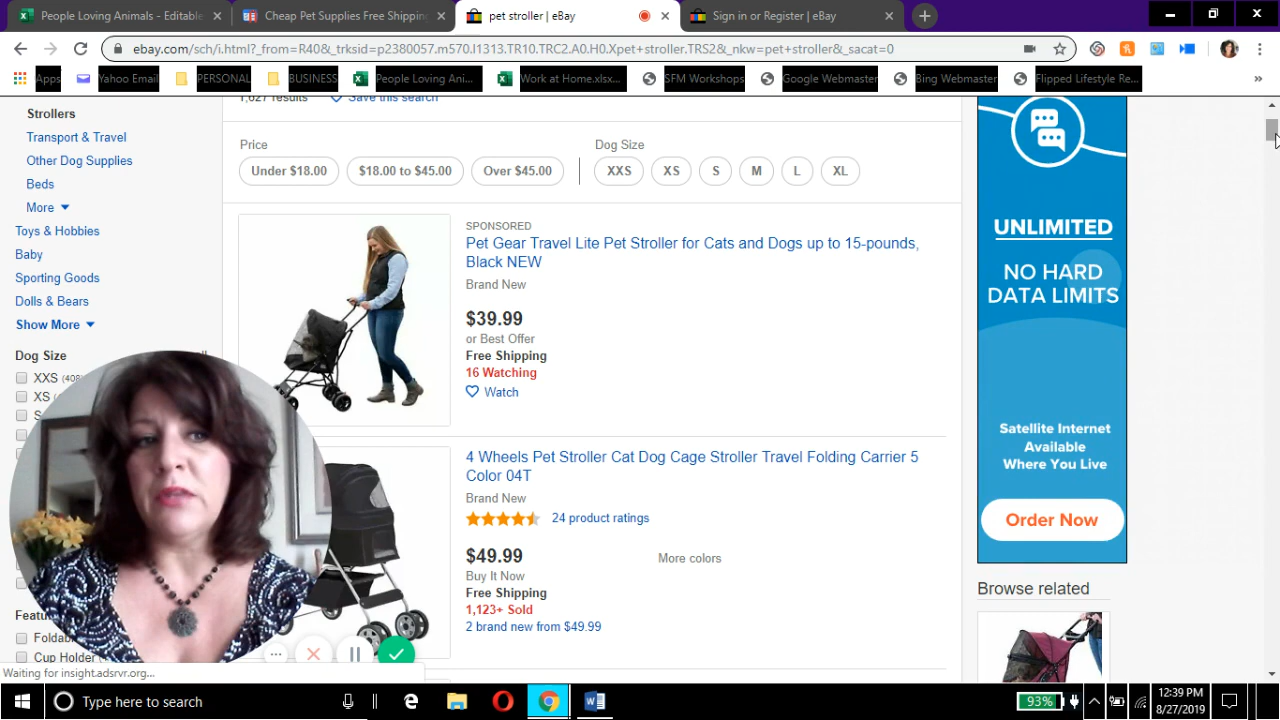 People Loving Animals - Editable
Cheap Pet Supplies Free Shipping
pet stroller | eBay
Sign in or Register | eBay
ebay.com/sch/i.html?_from=R40&_trksid=p2380057.m570.l1313.TR10.TRC2.A0.H0.Xpet+stroller.TRS2&_nkw=pet+stroller&_sacat=0
Apps
Yahoo Email
PERSONAL
BUSINESS
People Loving Ani...
Work at Home.xlsx...
SFM Workshops
Google Webmaster
Bing Webmaster
Flipped Lifestyle Re...
»
Strollers
Transport & Travel
Other Dog Supplies
Beds
More
Toys & Hobbies
Baby
Sporting Goods
Dolls & Bears
Show More
Dog Size
XXS (408)
XS
S
Foldab
Cup Holder
1,627 results
Save this search
Price
Under $18.00
$18.00 to $45.00
Over $45.00
Dog Size
XXS
XS
S
M
L
XL
SPONSORED
Pet Gear Travel Lite Pet Stroller for Cats and Dogs up to 15-pounds,
Black NEW
Brand New
$39.99
or Best Offer
Free Shipping
16 Watching
Watch
4 Wheels Pet Stroller Cat Dog Cage Stroller Travel Folding Carrier 5
Color 04T
Brand New
24 product ratings
$49.99
More colors
Buy It Now
Free Shipping
1,123+ Sold
2 brand new from $49.99
UNLIMITED
NO HARD
DATA LIMITS
Satellite Internet
Available
Where You Live
Order Now
Browse related
Waiting for insight.adsrvr.org...
Type here to search
93%
12:39 PM
8/27/2019